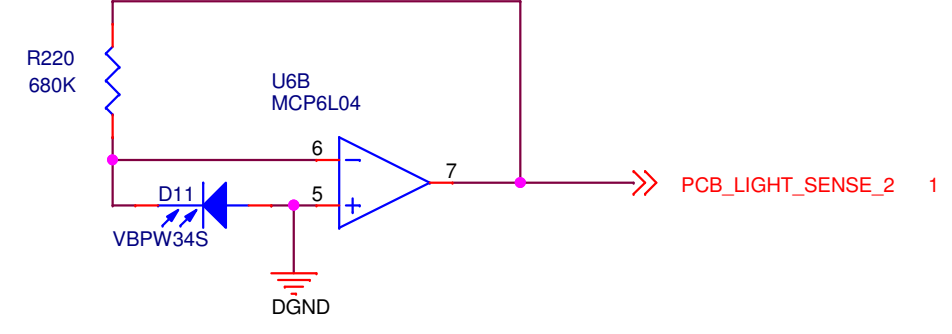 R220
680K
U6B
MCP6L04
6
7
D11
5
PCB_LIGHT_SENSE_2 1
VBPW34S
DGND